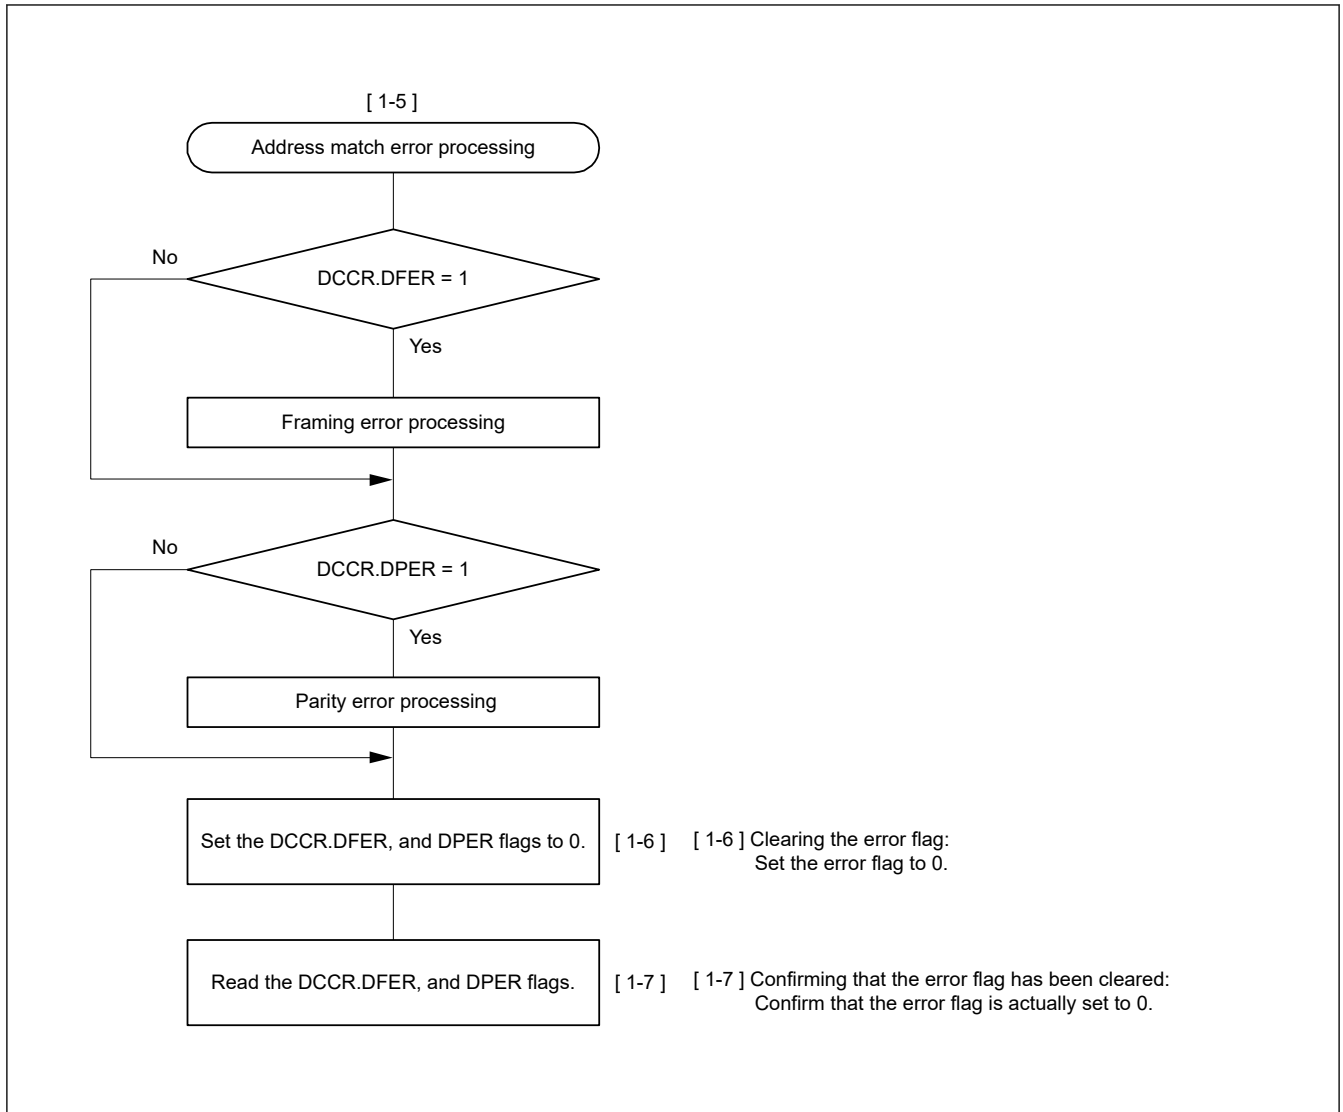 [ 1-5 ]
Address match error processing
No
DCCR.DFER = 1
Yes
Framing error processing
No
DCCR.DPER = 1
Yes
Parity error processing
Set the DCCR.DFER, and DPER flags to 0.
[ 1-6 ]
[ 1-6 ] Clearing the error flag:
Set the error flag to 0.
Read the DCCR.DFER, and DPER flags.
[ 1-7 ]
[ 1-7 ] Confirming that the error flag has been cleared:
Confirm that the error flag is actually set to 0.